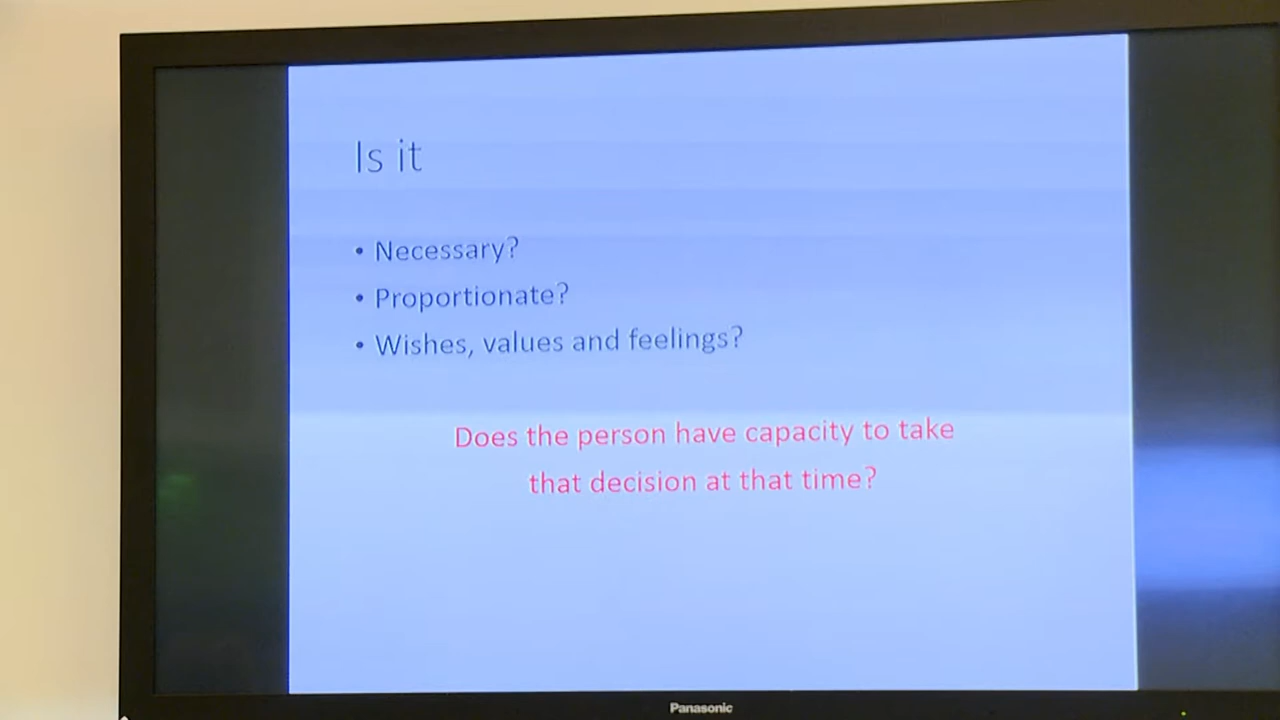 Is it
• Necessary?
• Proportionate?
• Wishes, values and feelings?
Does the person have capacity to take
that decision at that time?
Panasonic